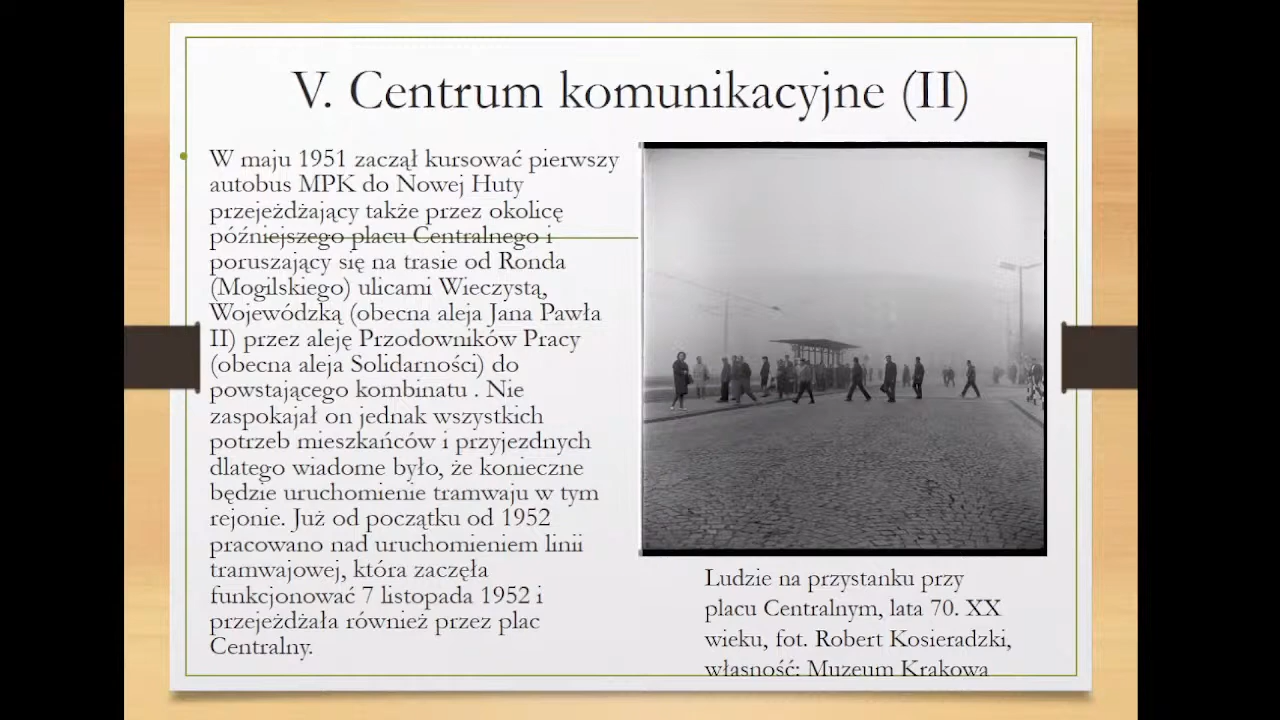 V. Centrum komunikacyjne (II)
W maju 1951 zaczął kursować pierwszy
autobus MPK do Nowej Huty
przejeżdżający także przez okolicę
późniejszego placu Centralnego i
poruszający się na trasie od Ronda
(Mogilskiego) ulicami Wieczystą,
Wojewódzką (obecna aleja Jana Pawła
II) przez aleję Przodowników Pracy
(obecna aleja Solidarności) do
powstającego kombinatu . Nie
zaspokajał on jednak wszystkich
potrzeb mieszkańców i przyjezdnych
dlatego wiadome było, że konieczne
będzie uruchomienie tramwaju w tym
rejonie. Już od początku od 1952
pracowano nad uruchomieniem linii
tramwajowej, która zaczęła
funkcjonować 7 listopada 1952 i
przejeżdżała również przez plac
Centralny.
Ludzie na przystanku przy
placu Centralnym, lata 70. XX
wieku, fot. Robert Kosieradzki,
własność: Muzeum Krakowa